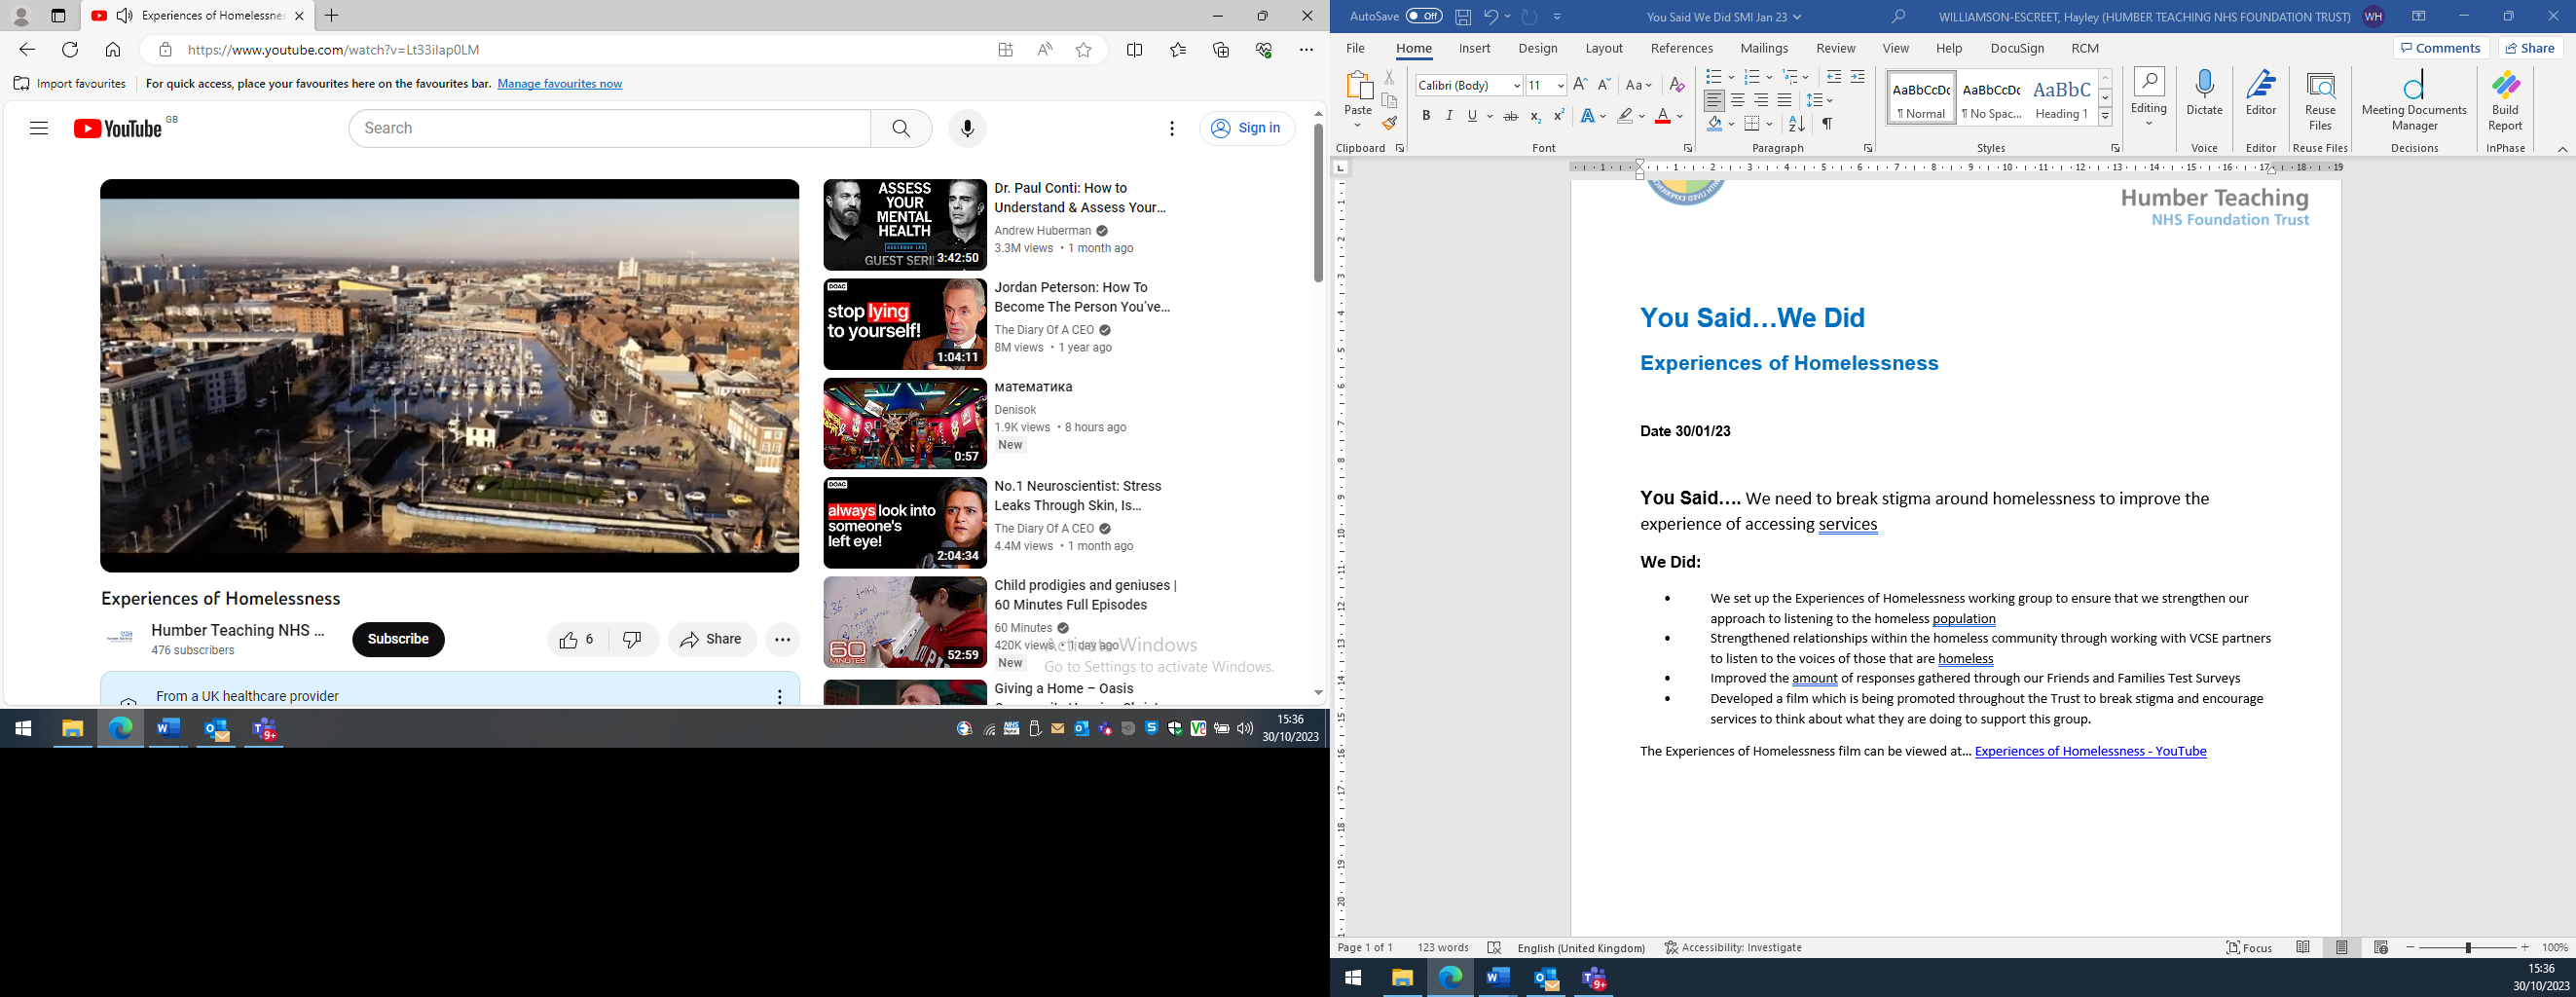 Experiences of Homelessness
https://www.youtube.com/watch?v=Lt33iIap0LM
Import favourites
For quick access, place your favourites here on the favourites bar. Manage favourites now
YouTube GB
Search
Sign in
Experiences of Homelessness
Humber Teaching NHS ...
476 subscribers
Subscribe
6
Share
From a UK healthcare provider
ASSESS
YOUR
MENTAL
HEALTH
HUBERMAN LAB
GUEST SERI
3:42:50
Dr. Paul Conti: How to
Understand & Assess Your...
Andrew Huberman
3.3M views • 1 month ago
DOAC
stop lying
to yourself!
1:04:11
Jordan Peterson: How To
Become The Person You've...
The Diary Of A CEO
8M views • 1 year ago
0:57
математика
Denisok
1.9K views • 8 hours ago
New
DOAC
always look into
someone's
left eye!
2:04:34
No.1 Neuroscientist: Stress
Leaks Through Skin, Is...
The Diary Of A CEO
4.4M views • 1 month ago
60
MINUTES
52:59
Child prodigies and geniuses |
60 Minutes Full Episodes
60 Minutes
420K views • 1 day ago
New
Activate Windows
Go to Settings to activate Windows.
Giving a Home – Oasis
9+
15:36
30/10/2023
AutoSave Off
You Said We Did SMI Jan 23
WILLIAMSON-ESCREET, Hayley (HUMBER TEACHING NHS FOUNDATION TRUST)
WH
File Home Insert Design Layout References Mailings Review View Help DocuSign RCM
Comments
Share
Paste
Clipboard
Calibri (Body) 11
Font
Paragraph
AaBbCcDc
¶ Normal
AaBbCcDc
¶ No Spac...
AaBbC
Heading 1
Styles
Editing
Dictate
Voice
Editor
Editor
Reuse
Files
Reuse Files
Meeting Documents
Manager
Decisions
Build
Report
InPhase
Humber Teaching
NHS Foundation Trust
You Said…We Did
Experiences of Homelessness
Date 30/01/23
You Said…. We need to break stigma around homelessness to improve the
experience of accessing services
We Did:
• We set up the Experiences of Homelessness working group to ensure that we strengthen our
approach to listening to the homeless population
• Strengthened relationships within the homeless community through working with VCSE partners
to listen to the voices of those that are homeless
• Improved the amount of responses gathered through our Friends and Families Test Surveys
• Developed a film which is being promoted throughout the Trust to break stigma and encourage
services to think about what they are doing to support this group.
The Experiences of Homelessness film can be viewed at… Experiences of Homelessness - YouTube
Page 1 of 1
123 words
English (United Kingdom)
Accessibility: Investigate
Focus
100%
9+
15:36
30/10/2023